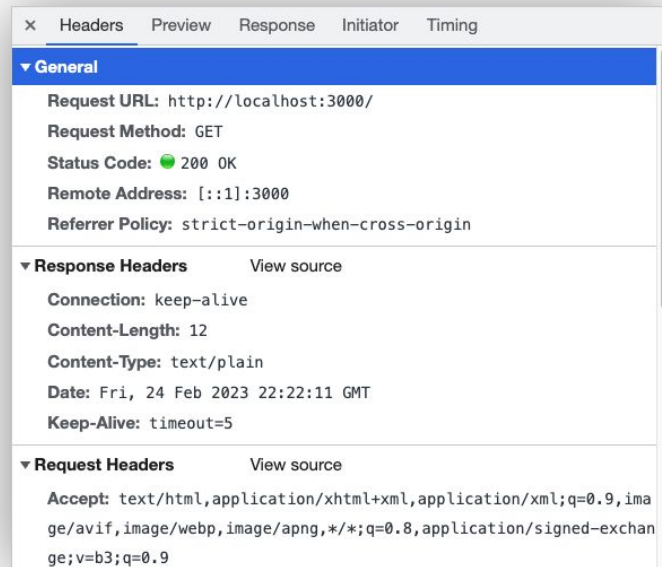 × Headers Preview Response Initiator Timing
▼ General
Request URL: http://localhost:3000/
Request Method: GET
Status Code: 200 OK
Remote Address: [::1]:3000
Referrer Policy: strict-origin-when-cross-origin
▼ Response Headers View source
Connection: keep-alive
Content-Length: 12
Content-Type: text/plain
Date: Fri, 24 Feb 2023 22:22:11 GMT
Keep-Alive: timeout=5
▼ Request Headers View source
Accept: text/html,application/xhtml+xml,application/xml;q=0.9,ima
ge/avif,image/webp,image/apng,*/*;q=0.8,application/signed-exchan
ge;v=b3;q=0.9